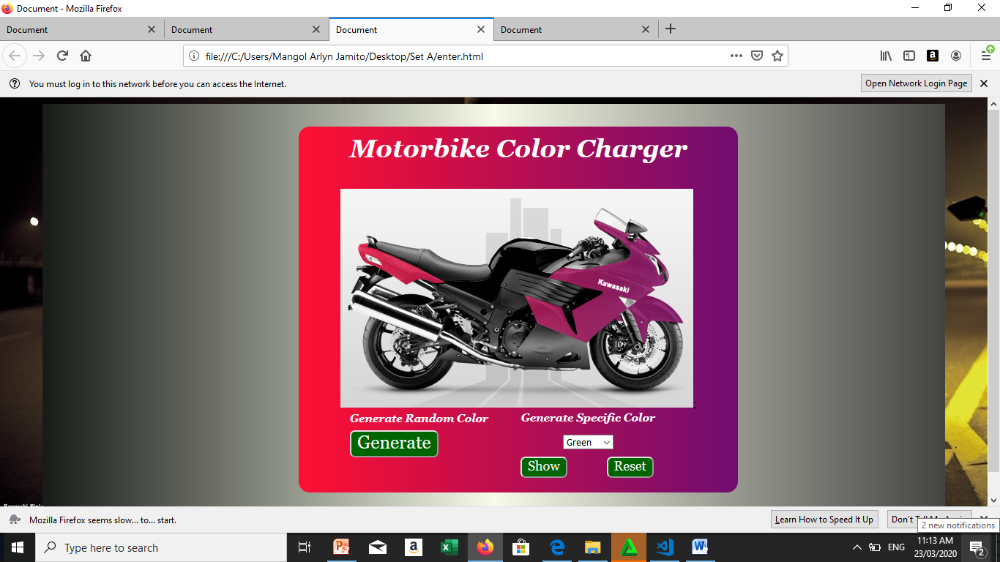 Document - Mozilla Firefox
Document
Document
Document
Document
file:///C:/Users/Mangol Arlyn Jamito/Desktop/Set A/enter.html
You must log in to this network before you can access the Internet.
Open Network Login Page
Motorbike Color Charger
Kawasaki
Generate Random Color
Generate Specific Color
Generate
Green
Show
Reset
Mozilla Firefox seems slow... to... start.
Learn How to Speed It Up
Don't
2 new notifications
Type here to search
ENG
11:13 AM
23/03/2020
2